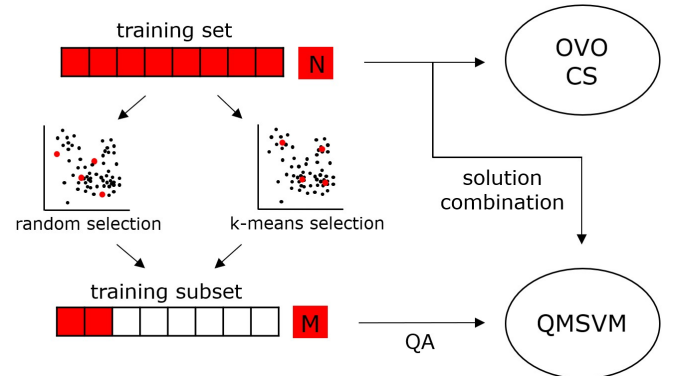 training set
N
OVO
CS
random selection
k-means selection
solution
combination
training subset
M
QA
QMSVM